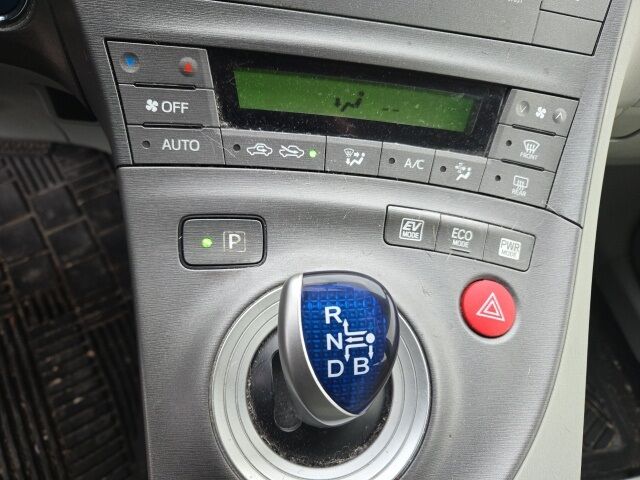 OFF
AUTO
A/C
FRONT
REAR
P
EV
MODE
ECO
MODE
PWR
MODE
R
N
D B